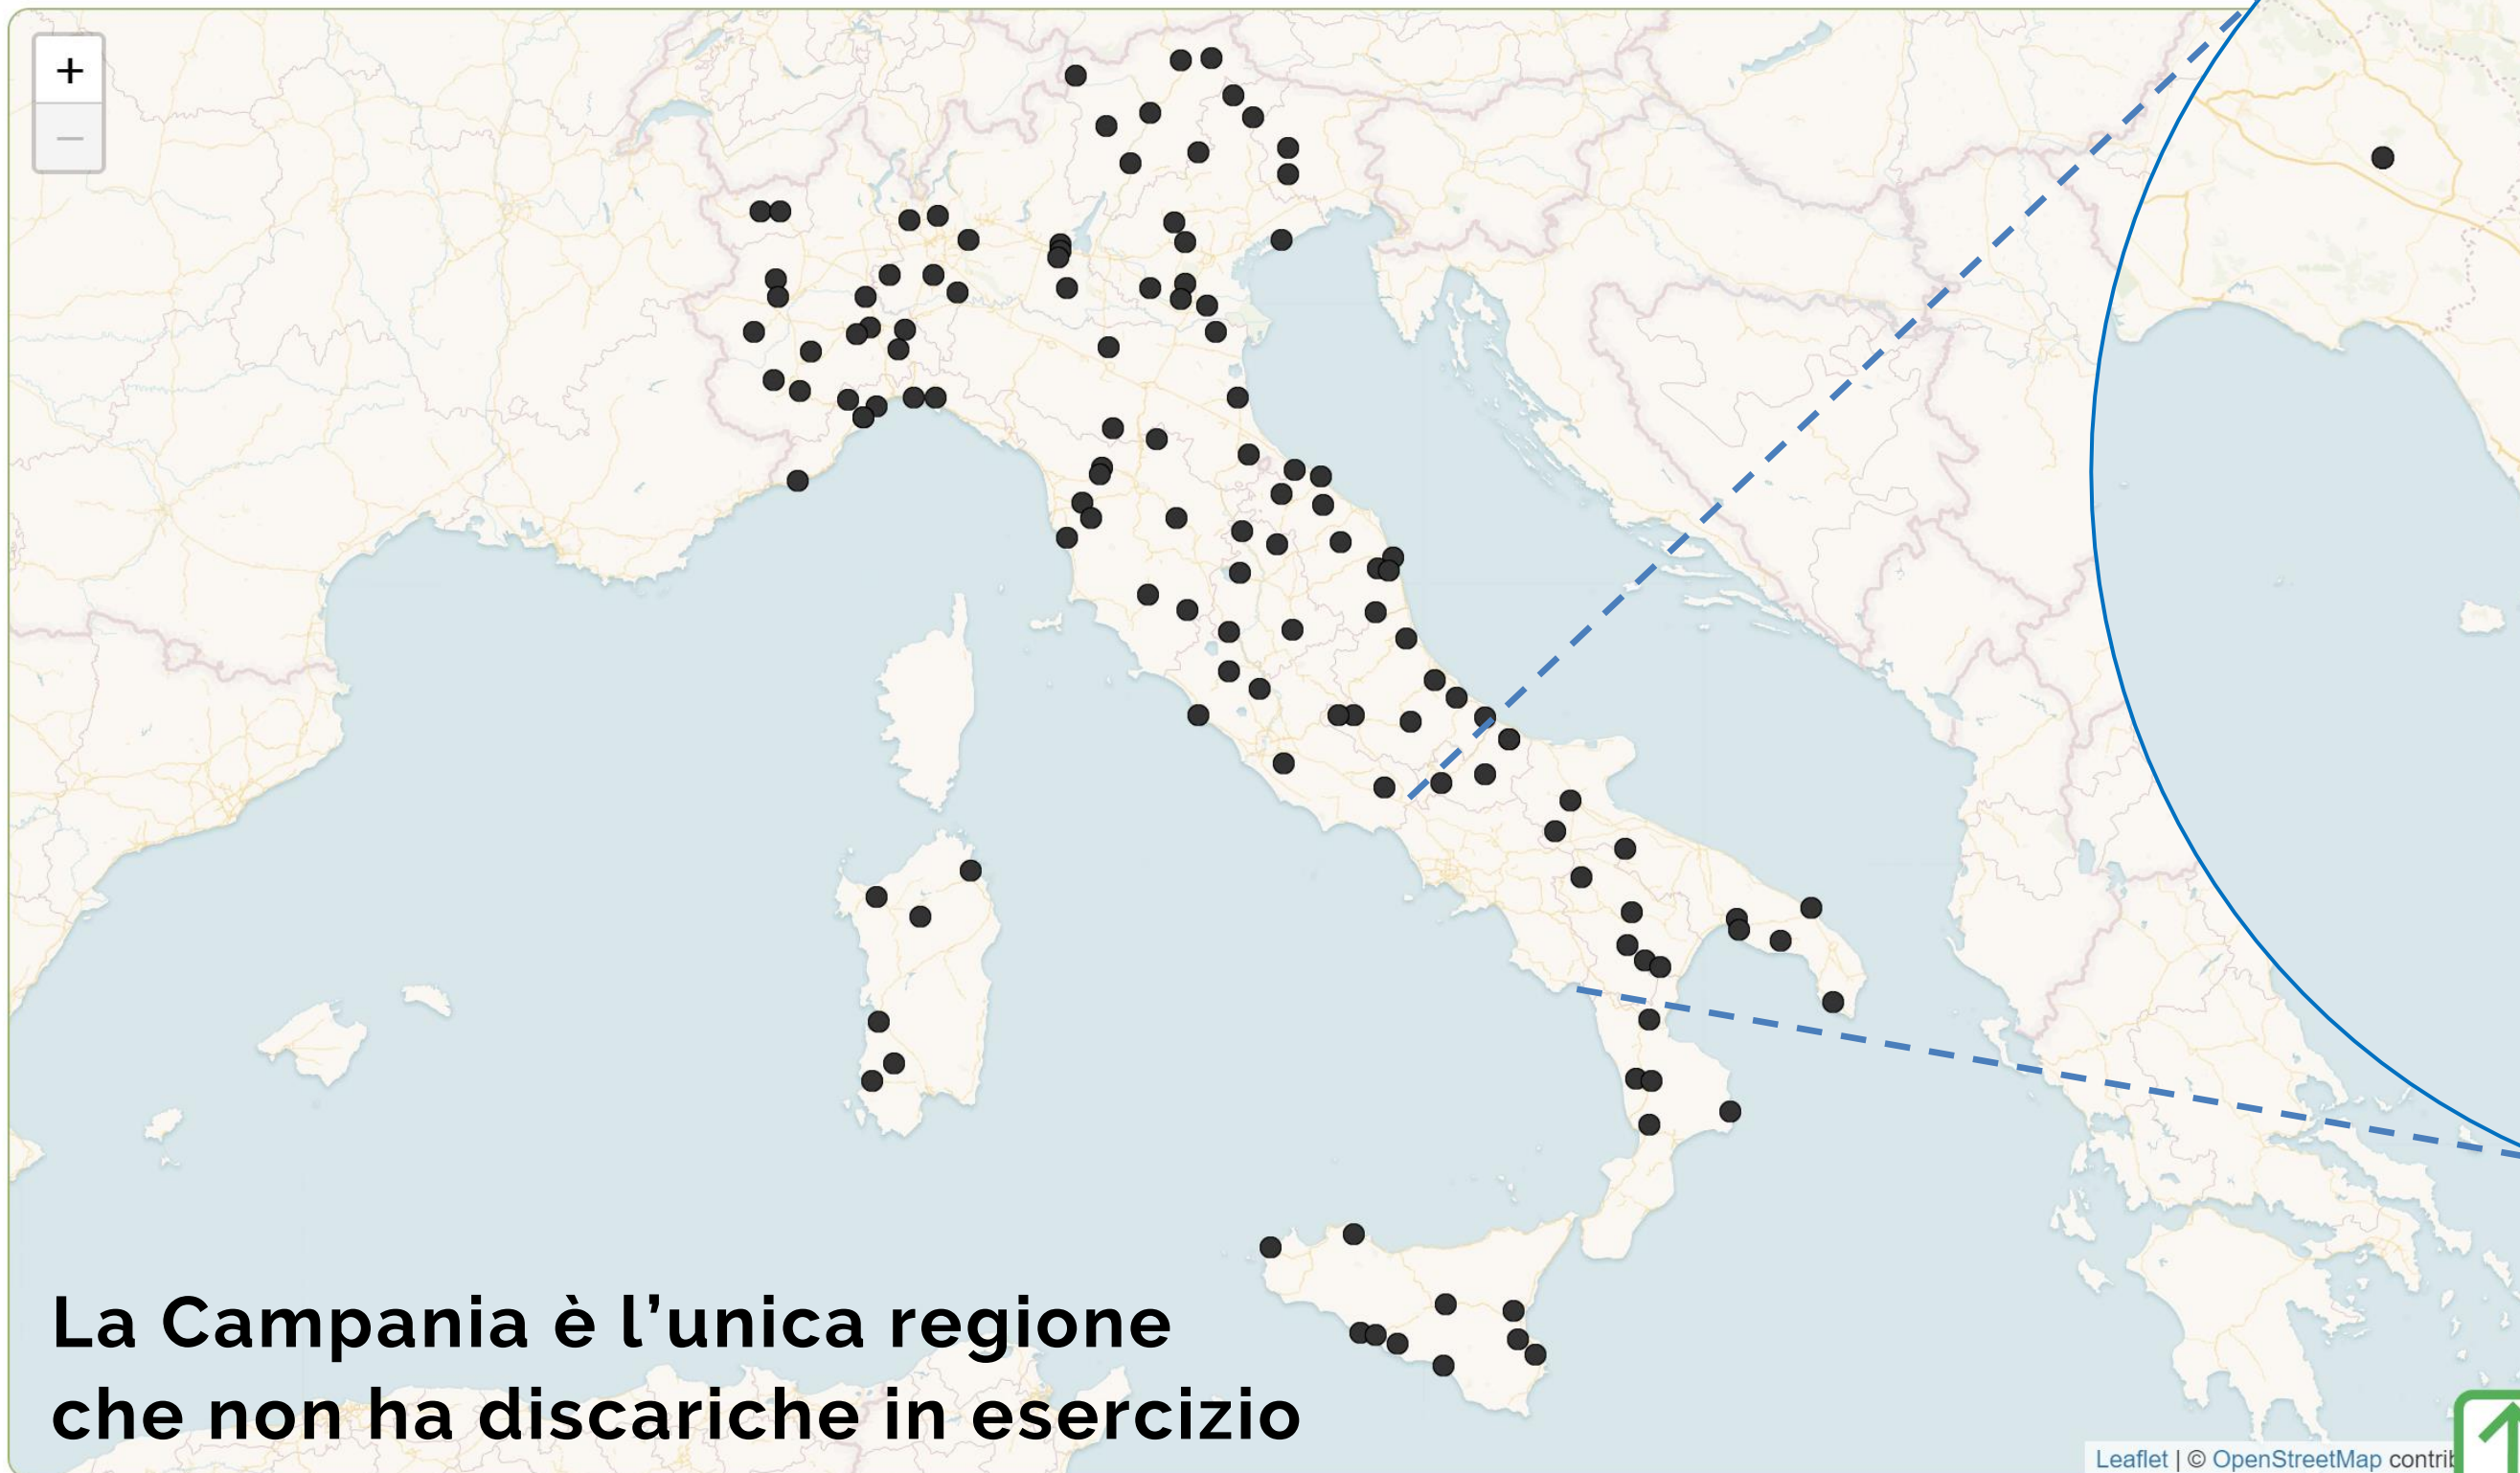 +
−
La Campania è l’unica regione
che non ha discariche in esercizio
Leaflet | © OpenStreetMap contrib